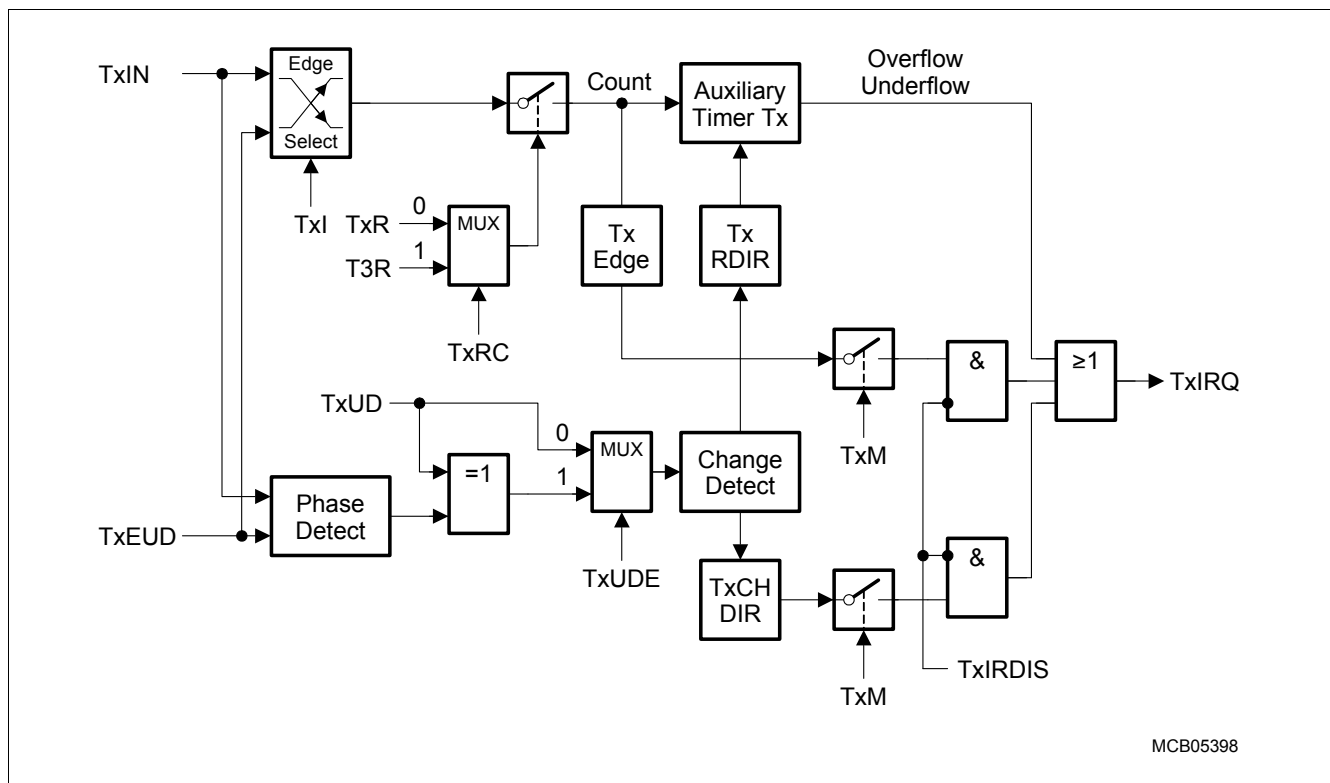 TxIN
Edge
Select
TxI
Count
Auxiliary
Timer Tx
Overflow
Underflow
TxR
0
T3R
1
MUX
TxRC
Tx
Edge
Tx
RDIR
TxM
&
≥1
TxIRQ
TxUD
0
=1
1
MUX
TxUDE
Change
Detect
Phase
Detect
TxEUD
TxCH
DIR
TxM
&
TxIRDIS
MCB05398